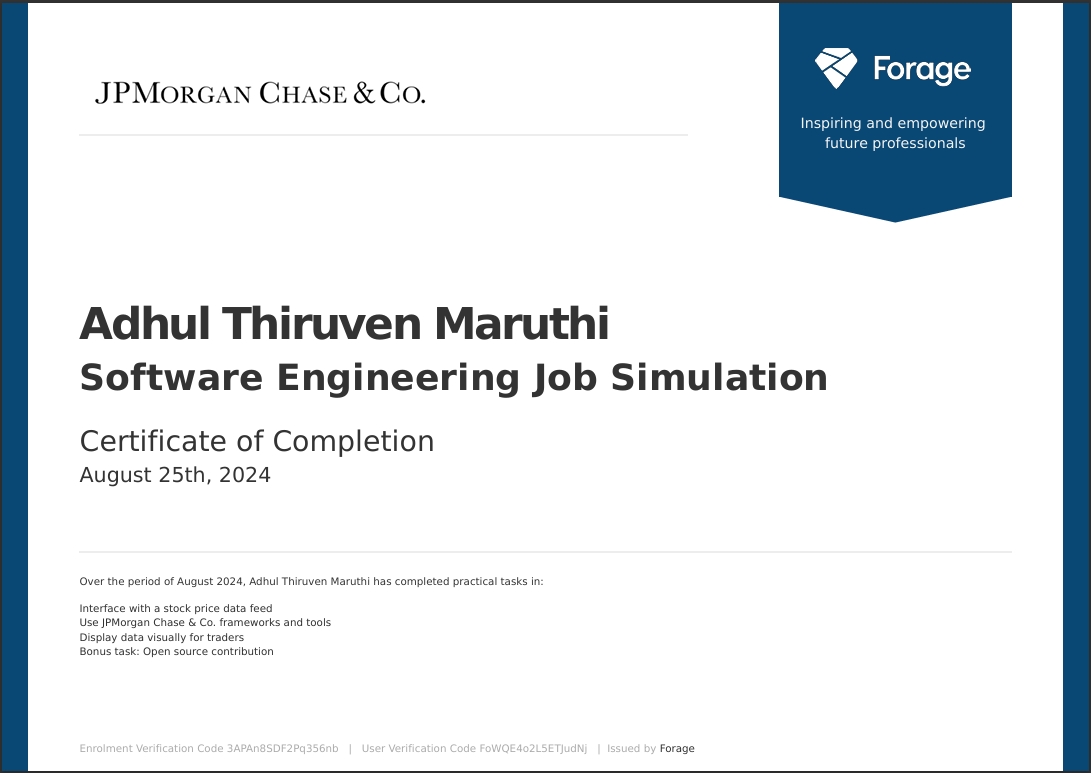 JPMORGAN CHASE & CO.
Forage
Inspiring and empowering
future professionals
Adhul Thiruven Maruthi
Software Engineering Job Simulation
Certificate of Completion
August 25th, 2024
Over the period of August 2024, Adhul Thiruven Maruthi has completed practical tasks in:
Interface with a stock price data feed
Use JPMorgan Chase & Co. frameworks and tools
Display data visually for traders
Bonus task: Open source contribution
Enrolment Verification Code 3APAn8SDF2Pq356nb | User Verification Code FoWQE4o2L5ETJudNj | Issued by Forage